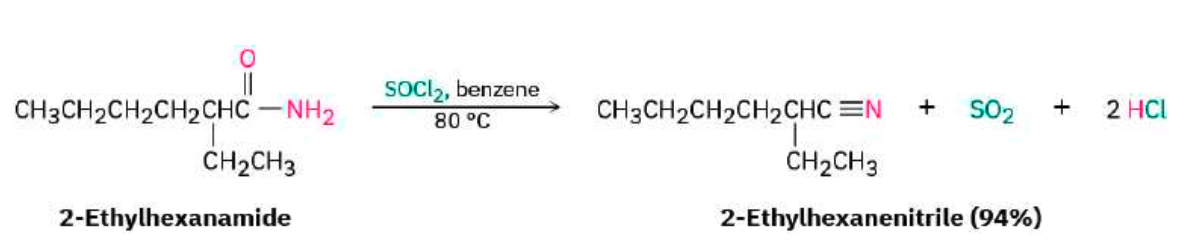 O
CH3CH2CH2CH2CHC—NH2
CH2CH3
2-Ethylhexanamide
SOCl2, benzene
80 °C
CH3CH2CH2CH2CHC≡N + SO2 + 2 HCl
CH2CH3
2-Ethylhexanenitrile (94%)